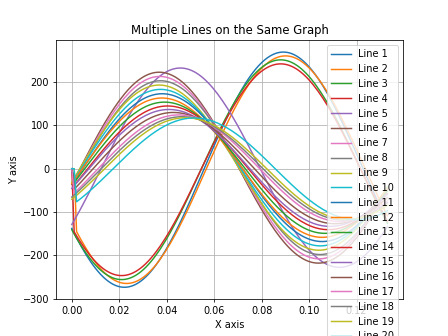 Multiple Lines on the Same Graph
Y axis
200
100
0
−100
−200
−300
0.00
0.02
0.04
0.06
0.08
0.10
X axis
Line 1
Line 2
Line 3
Line 4
Line 5
Line 6
Line 7
Line 8
Line 9
Line 10
Line 11
Line 12
Line 13
Line 14
Line 15
Line 16
Line 17
Line 18
Line 19
Line 20